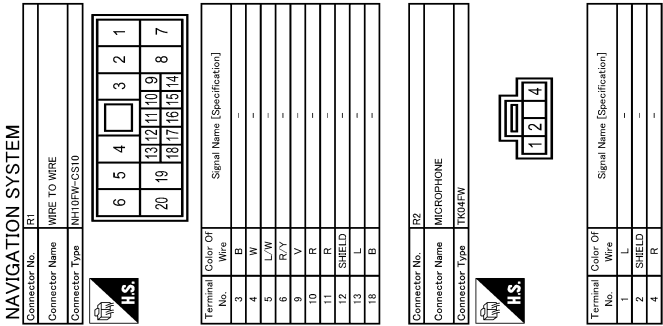 NAVIGATION SYSTEM
Connector No. R1
Connector Name WIRE TO WIRE
Connector Type NH10FW-CS10
H.S.
6 5 4 3 2 1
13 12 11 10 9
20 19 18 17 16 15 14 8 7
Terminal No. Color Of Wire Signal Name [Specification]
3 B -
4 W -
5 L/W -
6 R/Y -
9 V -
10 R -
11 R -
12 SHIELD -
13 L -
18 B -
Connector No. R2
Connector Name MICROPHONE
Connector Type TK04FW
H.S.
1 2 4
Terminal No. Color Of Wire Signal Name [Specification]
1 L -
2 SHIELD -
4 R -